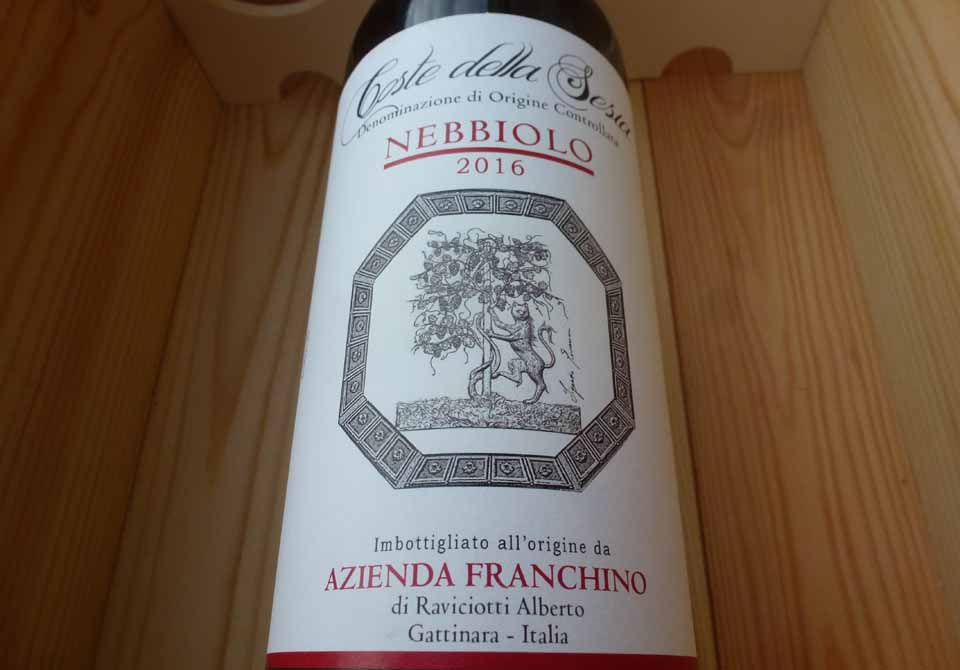 Coste della Sesia
Denominazione di Origine Controllata
NEBBIOLO
2016
Imbottigliato all'origine da
AZIENDA FRANCHINO
di Raviciotti Alberto
Gattinara - Italia